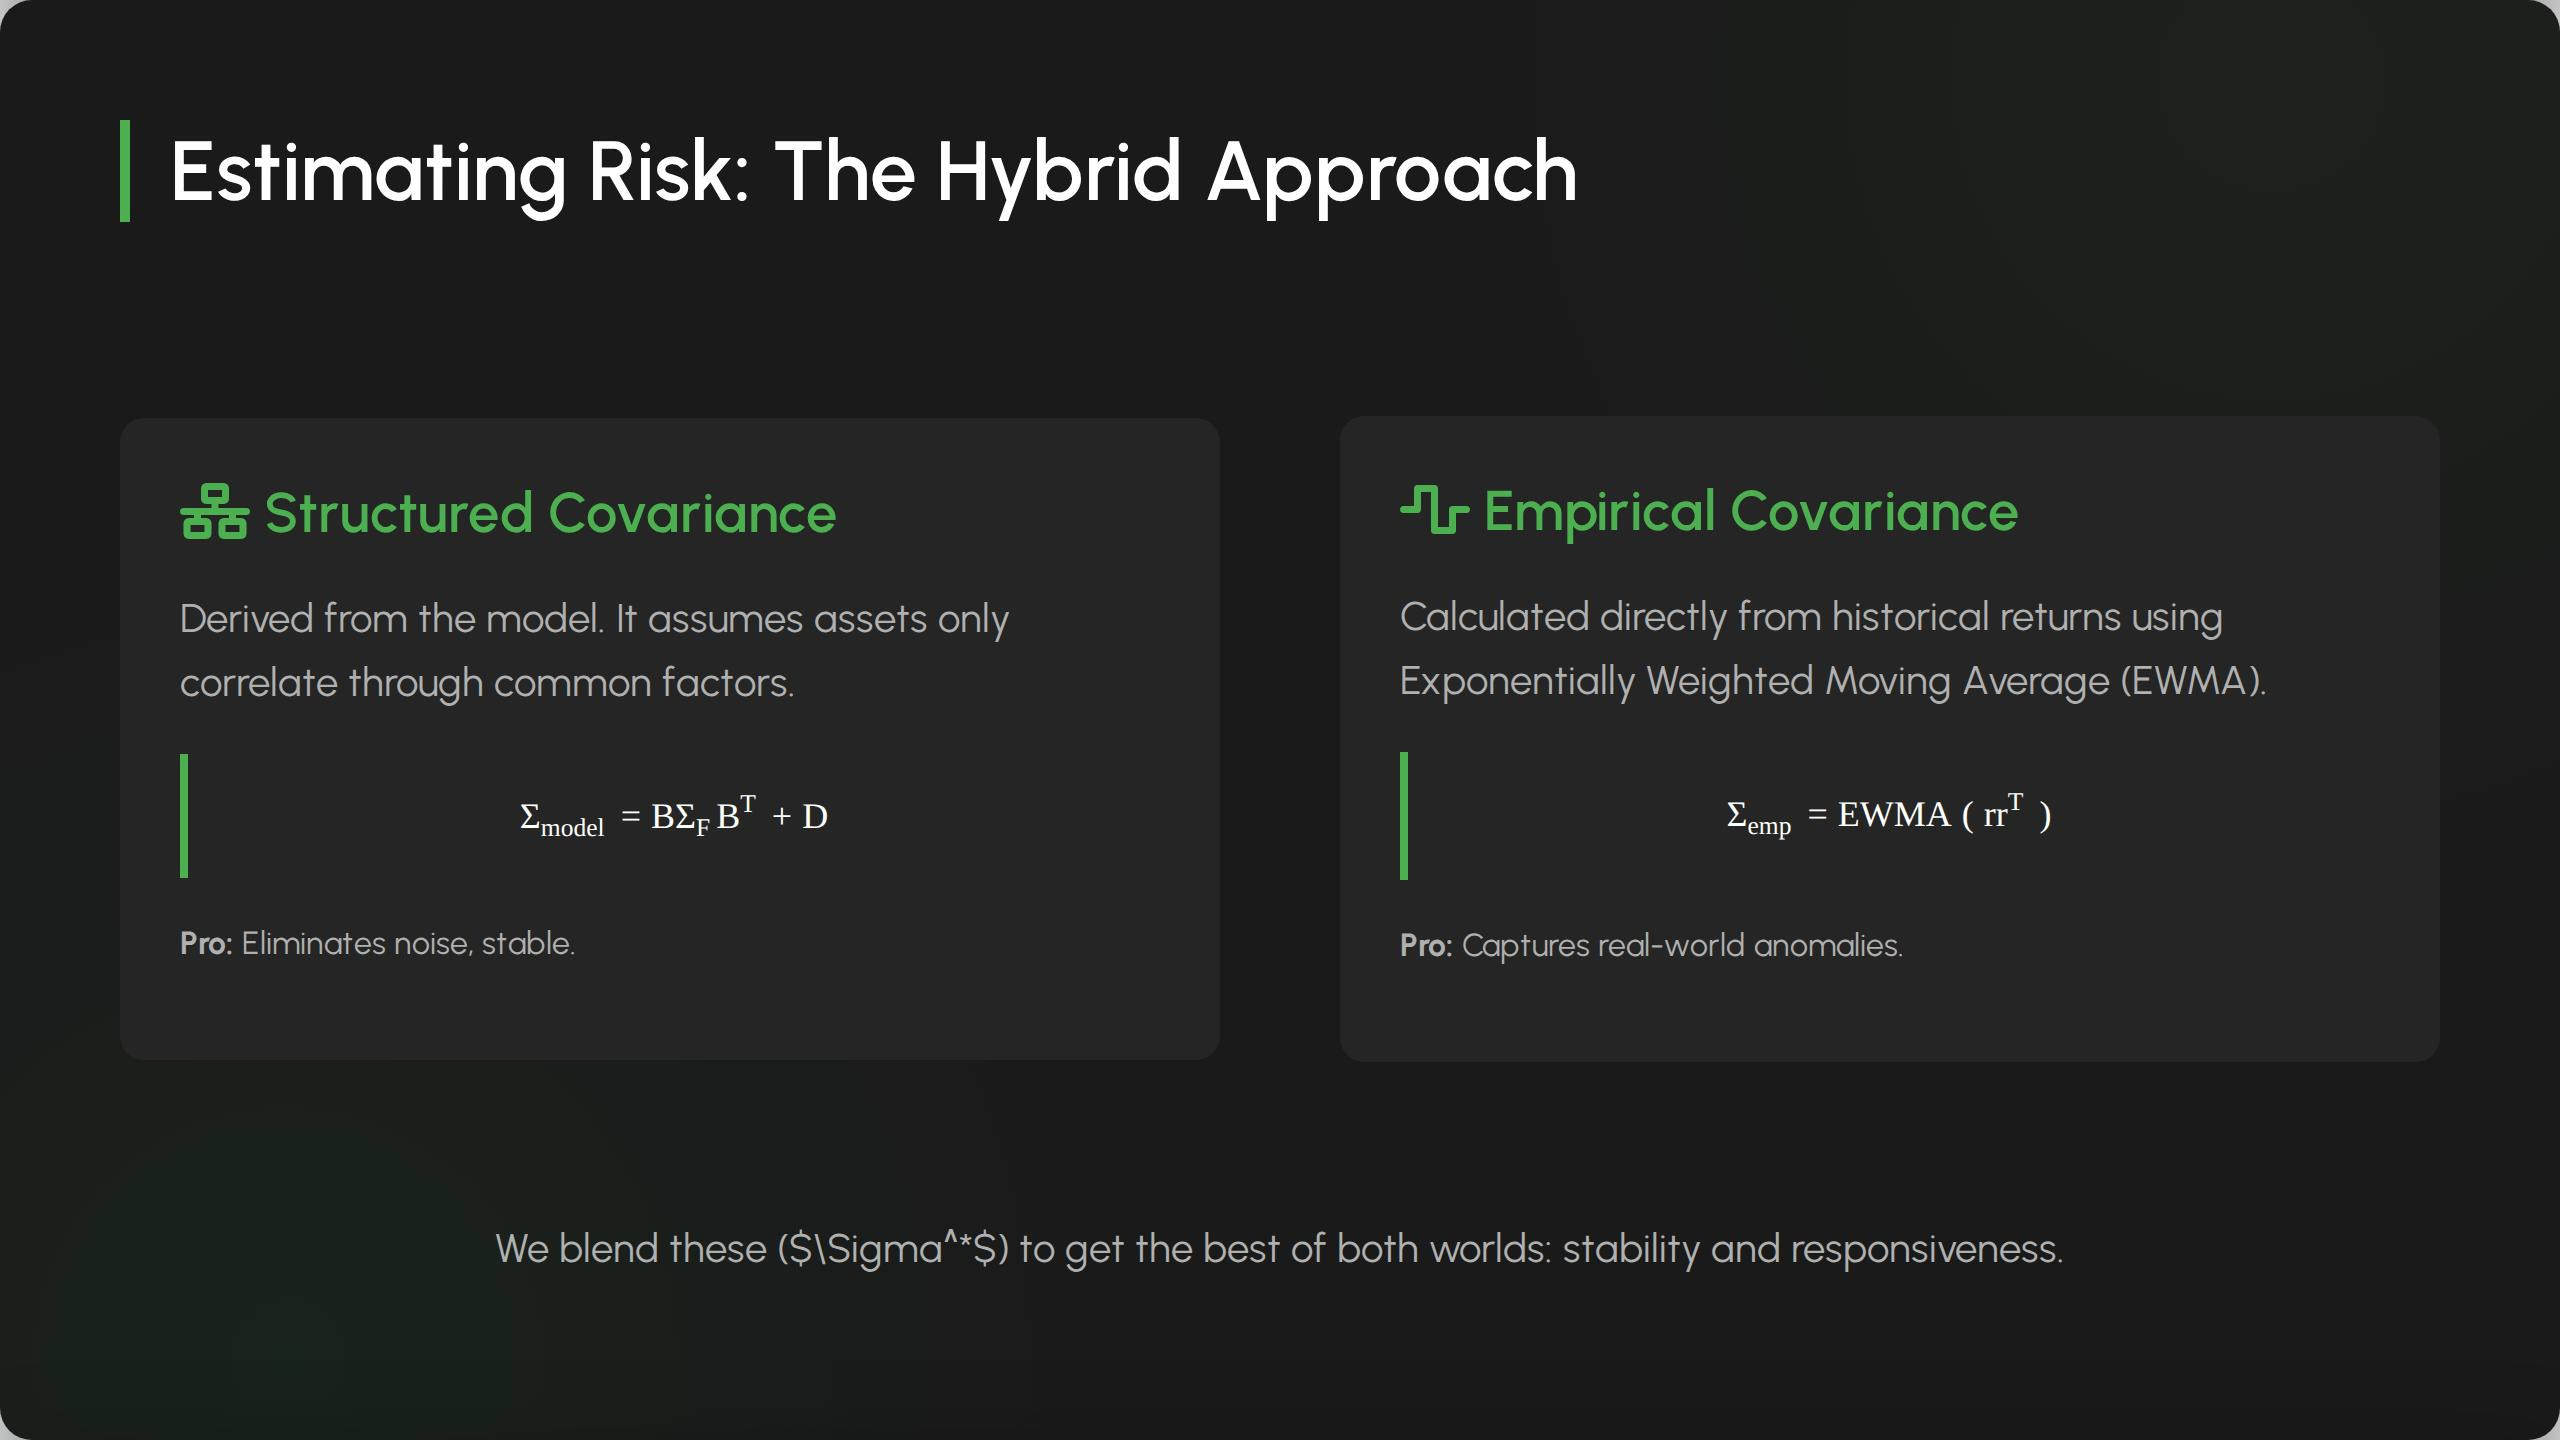 Estimating Risk: The Hybrid Approach
Structured Covariance
Derived from the model. It assumes assets only
correlate through common factors.
Σmodel = BΣF Bᵀ + D
Pro: Eliminates noise, stable.
Empirical Covariance
Calculated directly from historical returns using
Exponentially Weighted Moving Average (EWMA).
Σemp = EWMA ( rrᵀ )
Pro: Captures real-world anomalies.
We blend these ($\Sigma^*$) to get the best of both worlds: stability and responsiveness.